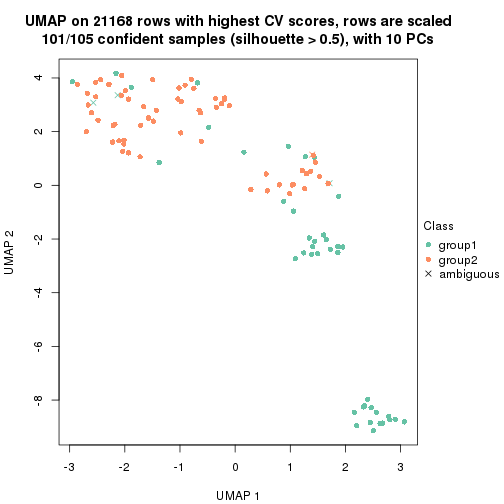 UMAP on 21168 rows with highest CV scores, rows are scaled
101/105 confident samples (silhouette > 0.5), with 10 PCs
4
2
0
-2
-4
-6
-8
UMAP 2
-3
-2
-1
0
1
2
3
UMAP 1
Class
group1
group2
ambiguous